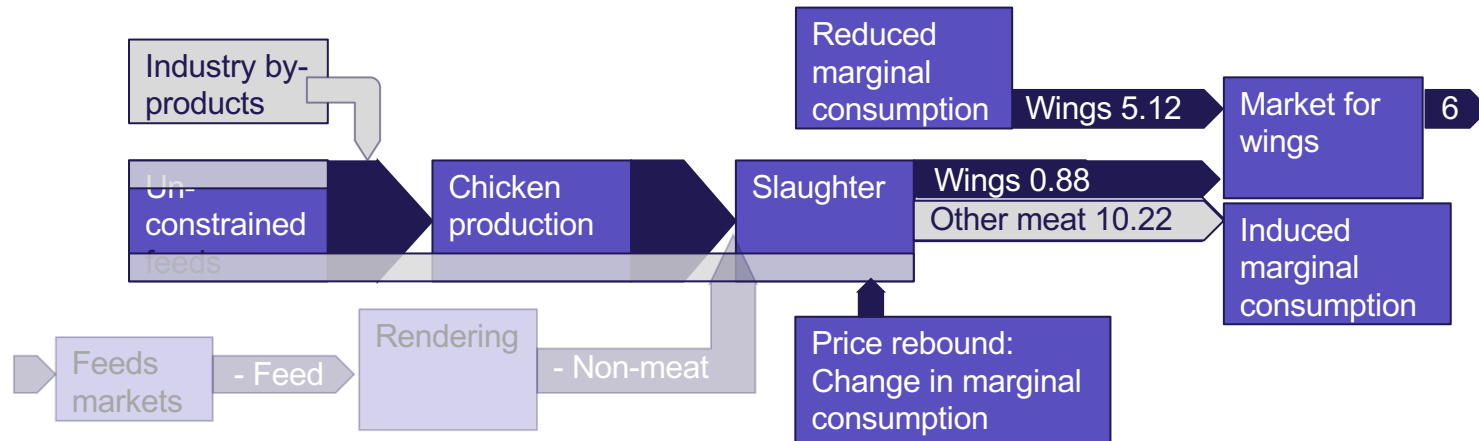 Industry by-
products
Reduced
marginal
consumption
Wings 5.12
Market for
wings
6
Un-
constrained
feeds
Chicken
production
Slaughter
Wings 0.88
Other meat 10.22
Induced
marginal
consumption
Feeds
markets
- Feed
Rendering
- Non-meat
Price rebound:
Change in marginal
consumption